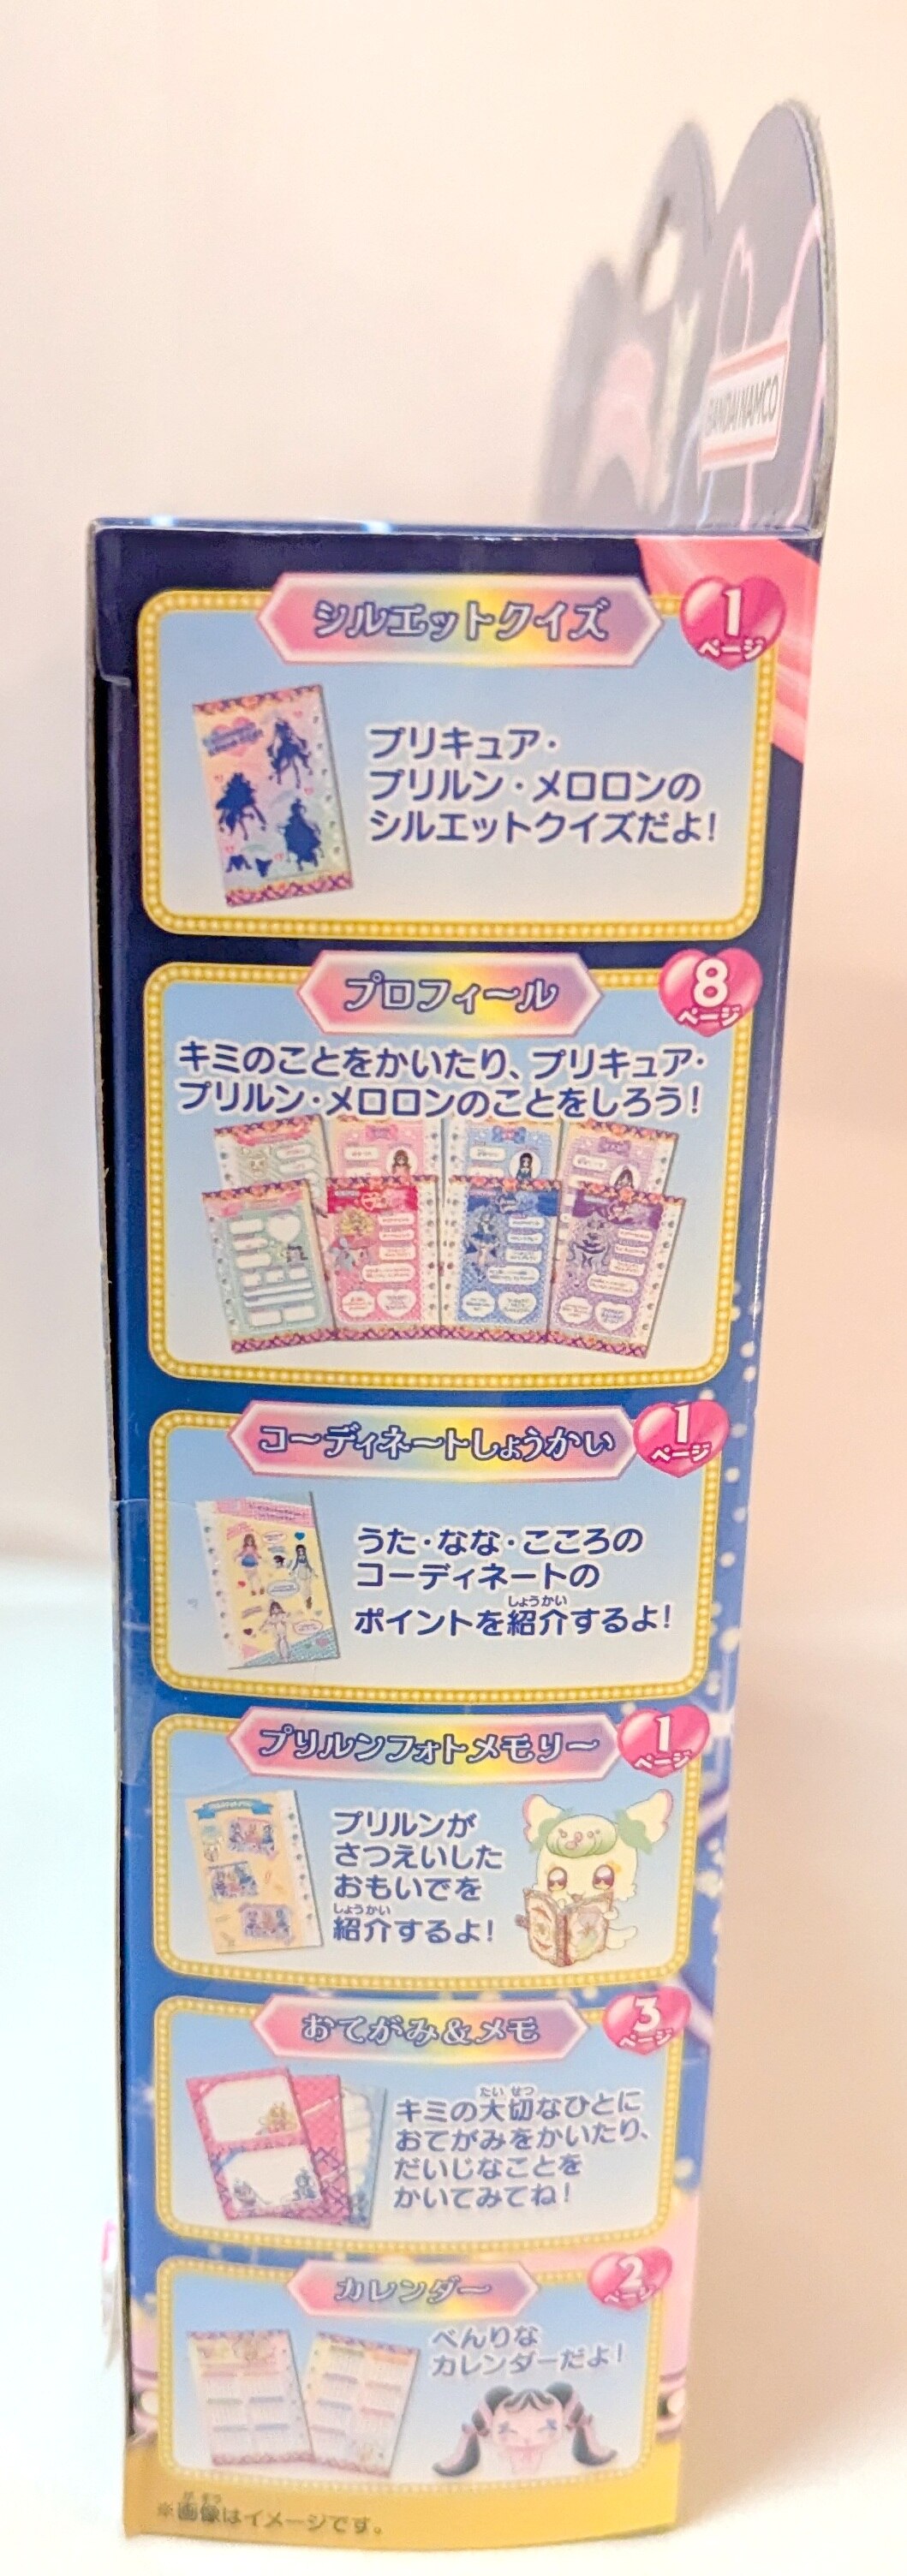 BANDAI NAMCO
シルエットクイズ
1
ページ
プリキュア・
プリルン・メロロンの
シルエットクイズだよ!
プロフィール
8
ページ
キミのことをかいたり、プリキュア・
プリルン・メロロンのことをしろう!
コーディネートしょうかい
1
ページ
うた・なな・こころの
コーディネートの
しょうかい
ポイントを紹介するよ!
プリルンフォトメモリー
1
ページ
プリルンが
さつえいした
おもいでを
しょうかい
紹介するよ!
おてがみ&メモ
3
ページ
たい せつ
キミの大切なひとに
おてがみをかいたり、
だいじなことを
かいてみてね!
カレンダー
2
ページ
べんりな
カレンダーだよ!
が ぞう
※画像はイメージです。